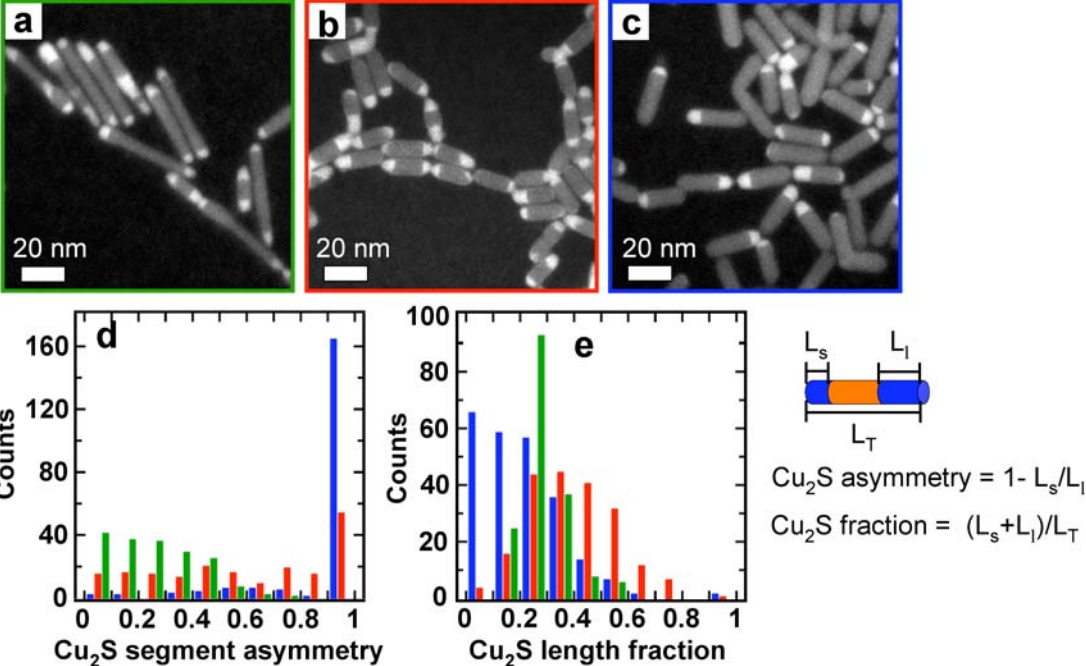 a
b
c
20 nm
20 nm
20 nm
d
Counts
160
120
80
40
0
0 0.2 0.4 0.6 0.8 1
Cu₂S segment asymmetry
e
Counts
100
80
60
40
20
0
0 0.2 0.4 0.6 0.8 1
Cu₂S length fraction
Lₛ Lₗ
L_T
Cu₂S asymmetry = 1- Lₛ/Lₗ
Cu₂S fraction = (Lₛ+Lₗ)/L_T